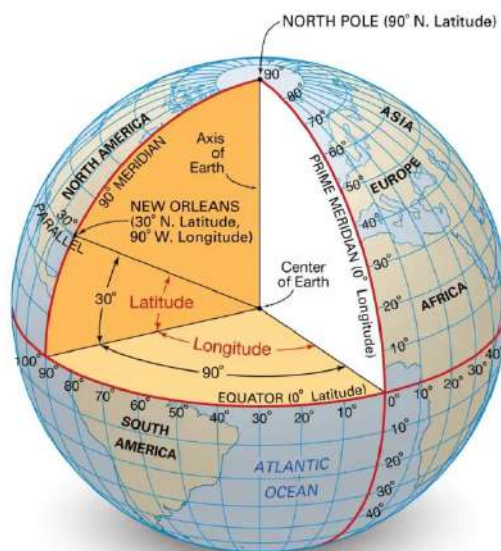 NORTH POLE (90° N. Latitude)
90°
80°
70°
60°
50°
40°
30°
20°
10°
ASIA
EUROPE
AFRICA
NORTH AMERICA
90° MERIDIAN
30°
PARALLEL
Axis
of
Earth
PRIME MERIDIAN (0° Longitude)
NEW ORLEANS
(30° N. Latitude,
90° W. Longitude)
Center
of Earth
30°
Latitude
Longitude
90°
EQUATOR (0° Latitude)
100°
90°
80°
70°
60°
50°
40°
30°
20°
10°
0°
10°
20°
30°
40°
10°
20°
30°
40°
SOUTH
AMERICA
ATLANTIC
OCEAN